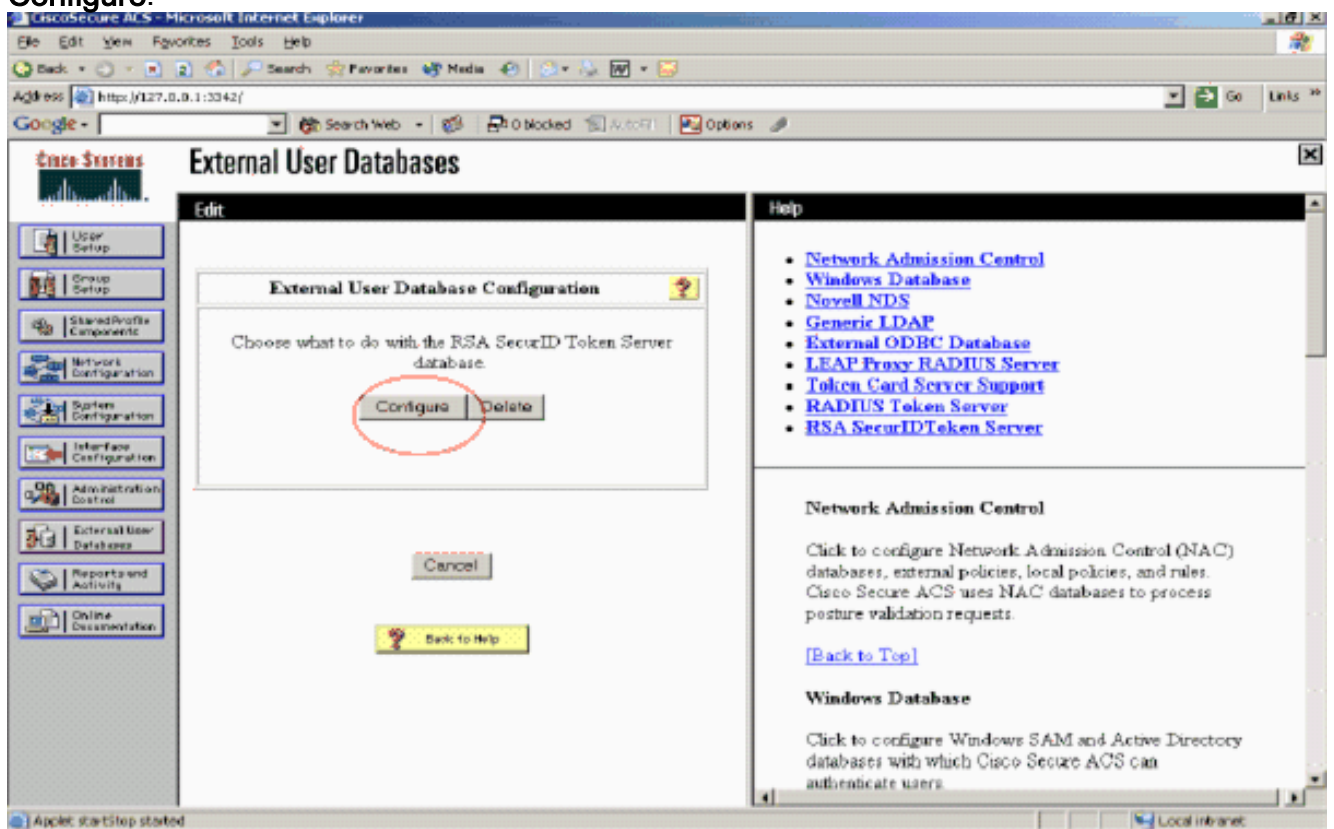 Configure.
CiscoSecure ACS - Microsoft Internet Explorer
File Edit View Favorites Tools Help
Back Search Favorites Media
Address http://127.0.0.1:3342/ Go Links »
Google - Search Web 0 blocked AutoFill Options
Cisco Systems
External User Databases
Edit
User Setup
Group Setup
Shared Profile Components
Network Configuration
System Configuration
Interface Configuration
Administration Control
External User Databases
Reports and Activity
Online Documentation
External User Database Configuration
Choose what to do with the RSA SecurID Token Server
database.
Configure Delete
Cancel
Back to Help
Help
• Network Admission Control
• Windows Database
• Novell NDS
• Generic LDAP
• External ODBC Database
• LEAP Proxy RADIUS Server
• Token Card Server Support
• RADIUS Token Server
• RSA SecurIDToken Server
Network Admission Control
Click to configure Network Admission Control (NAC)
databases, external policies, local policies, and rules.
Cisco Secure ACS uses NAC databases to process
posture validation requests.
[Back to Top]
Windows Database
Click to configure Windows SAM and Active Directory
databases with which Cisco Secure ACS can
authenticate users.
Applet startStop started
Local intranet